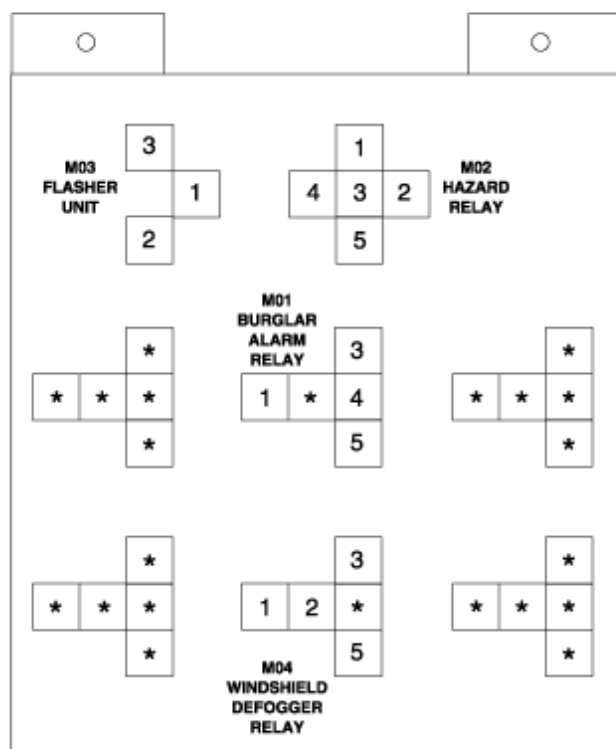 3
1
M03
FLASHER
UNIT
1
4 3 2
M02
HAZARD
RELAY
2
5
M01
BURGLAR
ALARM
RELAY
*
3
*
* * * *
1 * 4
* * * *
*
5
*
*
3
*
* * * *
1 2 *
* * * *
*
5
*
M04
WINDSHIELD
DEFOGGER
RELAY